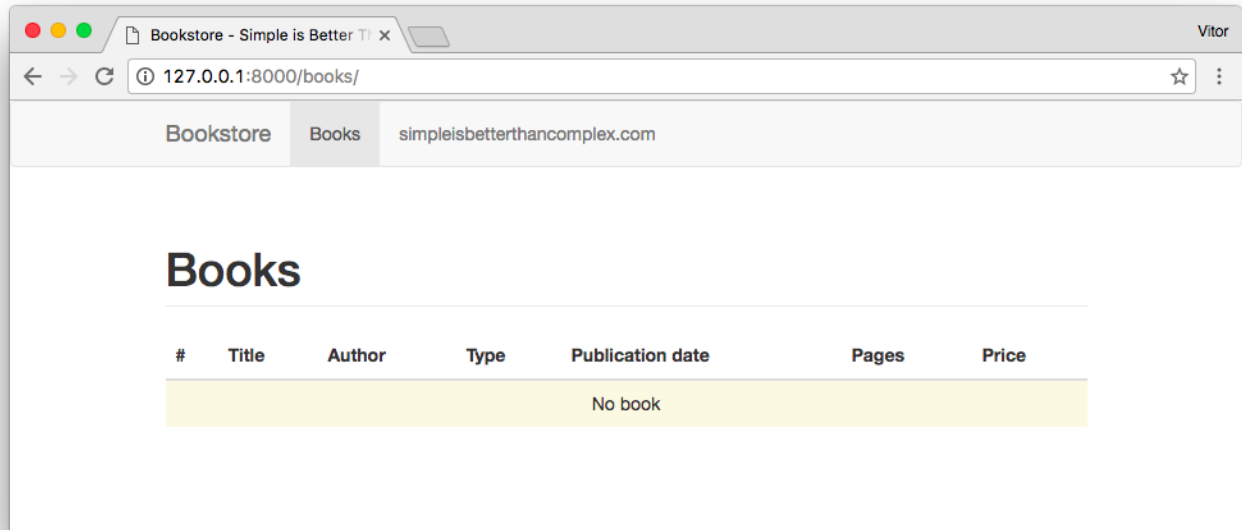 Bookstore - Simple is Better Th
Vitor
127.0.0.1:8000/books/
Bookstore Books simpleisbetterthancomplex.com
Books
# Title Author Type Publication date Pages Price
No book